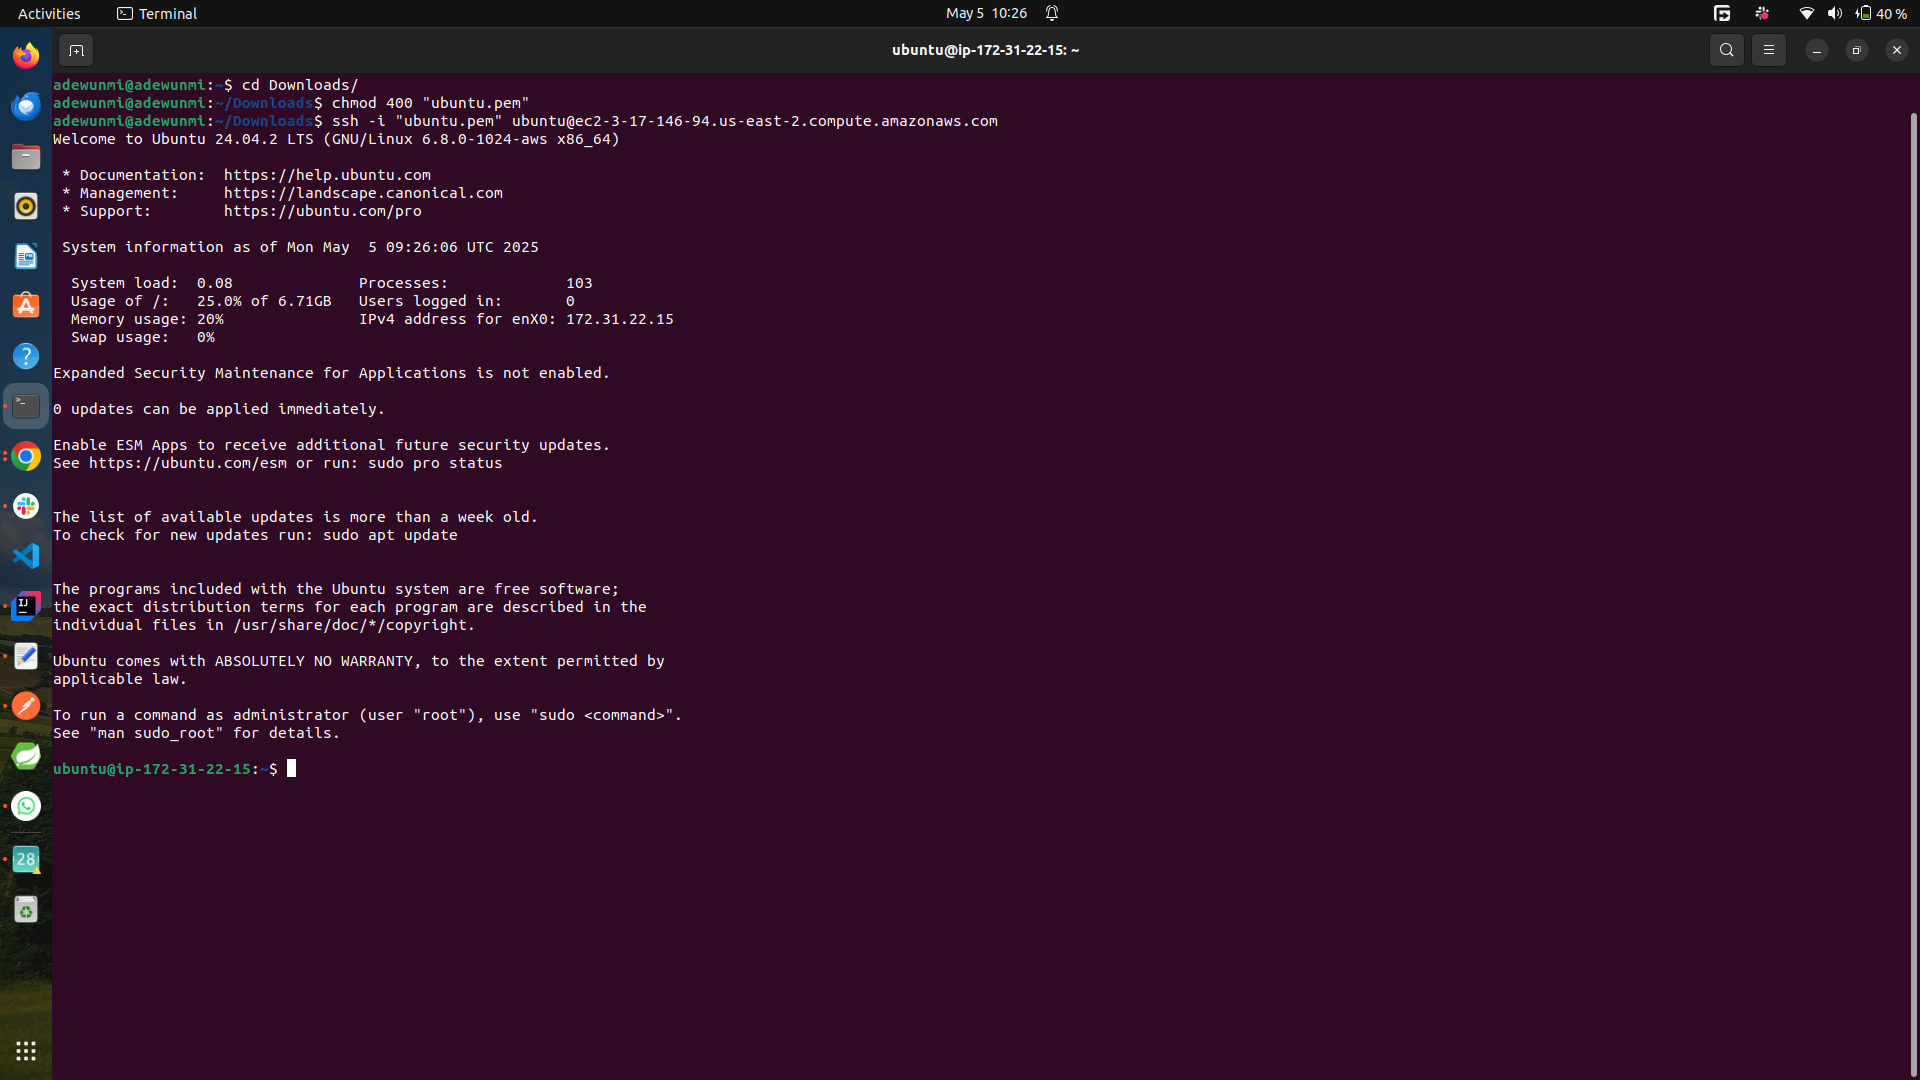 Activities Terminal May 5 10:26 40 %
ubuntu@ip-172-31-22-15: ~
adewunmi@adewunmi:~$ cd Downloads/
adewunmi@adewunmi:~/Downloads$ chmod 400 "ubuntu.pem"
adewunmi@adewunmi:~/Downloads$ ssh -i "ubuntu.pem" ubuntu@ec2-3-17-146-94.us-east-2.compute.amazonaws.com
Welcome to Ubuntu 24.04.2 LTS (GNU/Linux 6.8.0-1024-aws x86_64)
* Documentation:  https://help.ubuntu.com
* Management:     https://landscape.canonical.com
* Support:        https://ubuntu.com/pro
System information as of Mon May  5 09:26:06 UTC 2025
System load:  0.08              Processes:             103
Usage of /:   25.0% of 6.71GB   Users logged in:       0
Memory usage: 20%               IPv4 address for enX0: 172.31.22.15
Swap usage:   0%
Expanded Security Maintenance for Applications is not enabled.
0 updates can be applied immediately.
Enable ESM Apps to receive additional future security updates.
See https://ubuntu.com/esm or run: sudo pro status
The list of available updates is more than a week old.
To check for new updates run: sudo apt update
The programs included with the Ubuntu system are free software;
the exact distribution terms for each program are described in the
individual files in /usr/share/doc/*/copyright.
Ubuntu comes with ABSOLUTELY NO WARRANTY, to the extent permitted by
applicable law.
To run a command as administrator (user "root"), use "sudo <command>".
See "man sudo_root" for details.
ubuntu@ip-172-31-22-15:~$
IJ
28